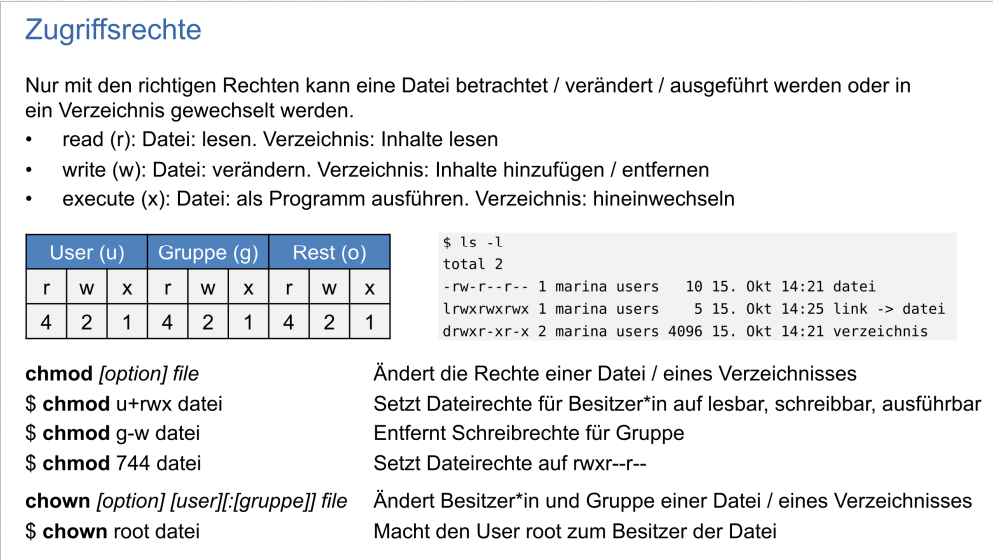 Zugriffsrechte
Nur mit den richtigen Rechten kann eine Datei betrachtet / verändert / ausgeführt werden oder in
ein Verzeichnis gewechselt werden.
• read (r): Datei: lesen. Verzeichnis: Inhalte lesen
• write (w): Datei: verändern. Verzeichnis: Inhalte hinzufügen / entfernen
• execute (x): Datei: als Programm ausführen. Verzeichnis: hineinwechseln
User (u) Gruppe (g) Rest (o)
r w x r w x r w x
4 2 1 4 2 1 4 2 1
$ ls -l
total 2
-rw-r--r-- 1 marina users   10 15. Okt 14:21 datei
lrwxrwxrwx 1 marina users    5 15. Okt 14:25 link -> datei
drwxr-xr-x 2 marina users 4096 15. Okt 14:21 verzeichnis
chmod [option] file Ändert die Rechte einer Datei / eines Verzeichnisses
$ chmod u+rwx datei Setzt Dateirechte für Besitzer*in auf lesbar, schreibbar, ausführbar
$ chmod g-w datei Entfernt Schreibrechte für Gruppe
$ chmod 744 datei Setzt Dateirechte auf rwxr--r--
chown [option] [user][:[gruppe]] file Ändert Besitzer*in und Gruppe einer Datei / eines Verzeichnisses
$ chown root datei Macht den User root zum Besitzer der Datei